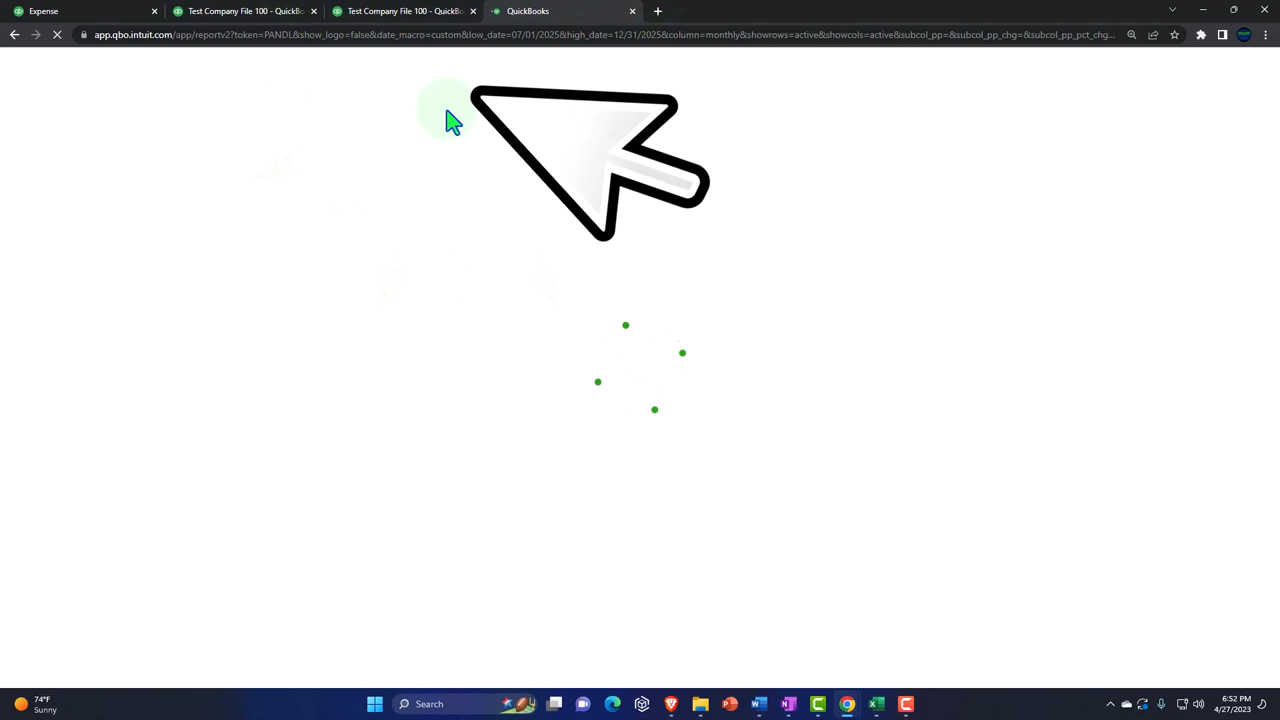 Expense
Test Company File 100 - QuickBo
Test Company File 100 - QuickBo
QuickBooks
app.qbo.intuit.com/app/reportv2?token=PANDL&show_logo=false&date_macro=custom&low_date=07/01/2025&high_date=12/31/2025&column=monthly&showrows=active&showcols=active&subcol_pp=&subcol_pp_chg=&subcol_pp_pct_chg...
74°F
Sunny
Search
6:52 PM
4/27/2023